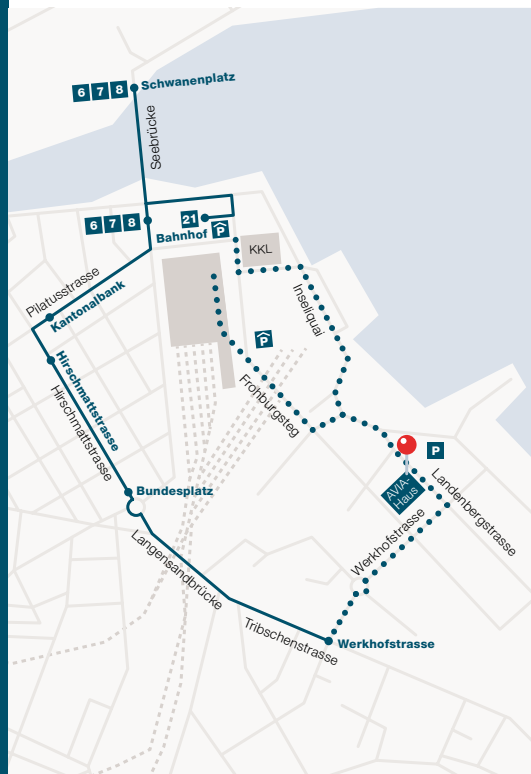 6 7 8 Schwanenplatz
Seebrücke
6 7 8
21
Bahnhof P
KKL
Pilatusstrasse
Kantonalbank
Inseliquai
P
Hirschmattstrasse
Hirschmattstrasse
Frohburgsteg
P
AVIA-
Haus
Landenbergstrasse
Bundesplatz
Werkhofstrasse
Langensandbrücke
Tribschenstrasse
Werkhofstrasse